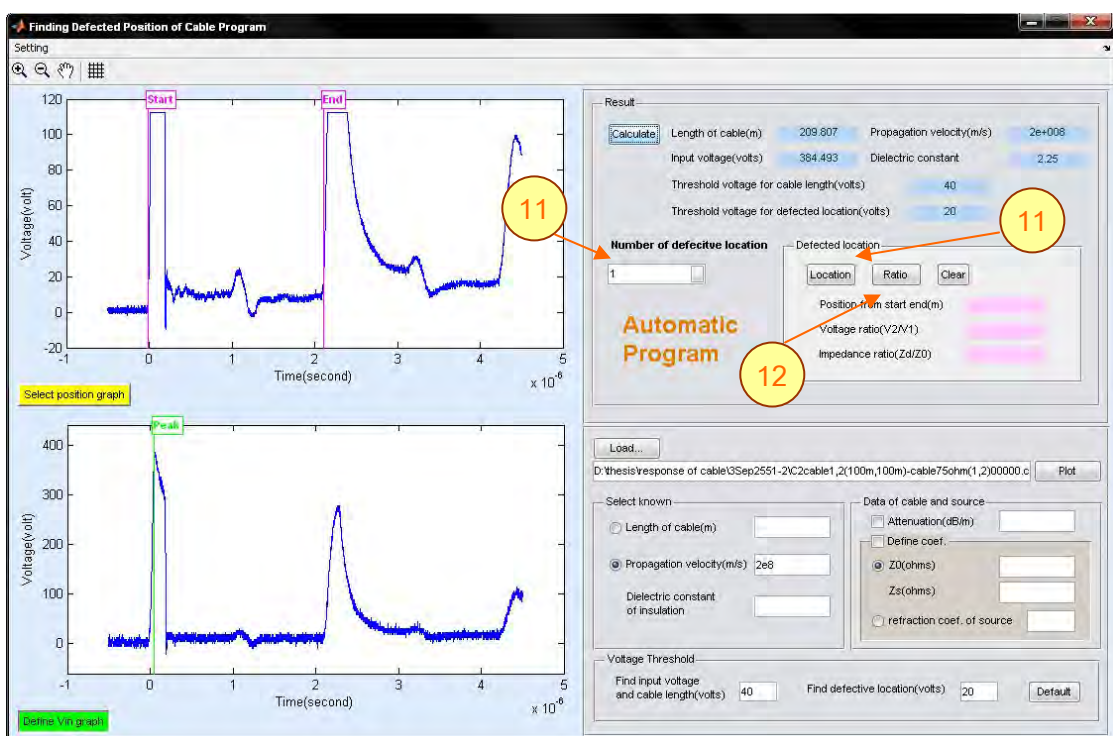 Finding Defected Position of Cable Program
Setting
120
100
80
60
40
20
0
-20
Voltage(volt)
Start
End
-1
0
1
2
3
4
5
Time(second)
x 10-6
Select position graph
400
300
200
100
0
Voltage(volt)
Peak
-1
0
1
2
3
4
5
Time(second)
x 10-6
Define Vin graph
Result
Calculate
Length of cable(m)
209.807
Propagation velocity(m/s)
2e+008
Input voltage(volts)
384.493
Dielectric constant
2.25
Threshold voltage for cable length(volts)
40
Threshold voltage for defected location(volts)
20
11
11
Number of defecitve location
1
Defected location
Location
Ratio
Clear
Position from start end(m)
Voltage ratio(V2/V1)
Impedance ratio(Zd/Z0)
12
Automatic
Program
Load...
D:\thesis\response of cable\3Sep2551-2\C2cable1,2(100m,100m)-cable75ohm(1,2)00000.c
Plot
Select known
Length of cable(m)
Propagation velocity(m/s)
2e8
Dielectric constant
of insulation
Data of cable and source
Attenuation(dB/m)
Define coef.
Z0(ohms)
Zs(ohms)
refraction coef. of source
Voltage Threshold
Find input voltage
and cable length(volts)
40
Find defective location(volts)
20
Default